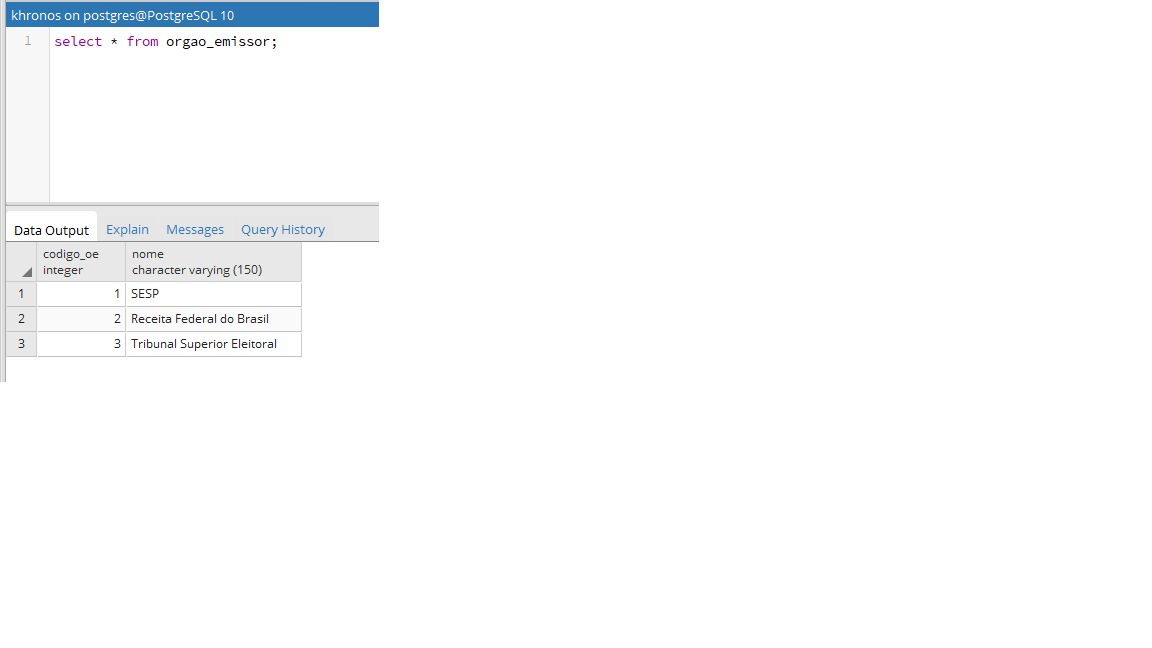 khronos on postgres@PostgreSQL 10
1 select * from orgao_emissor;
Data Output Explain Messages Query History
codigo_oe nome
integer character varying (150)
1 1 SESP
2 2 Receita Federal do Brasil
3 3 Tribunal Superior Eleitoral